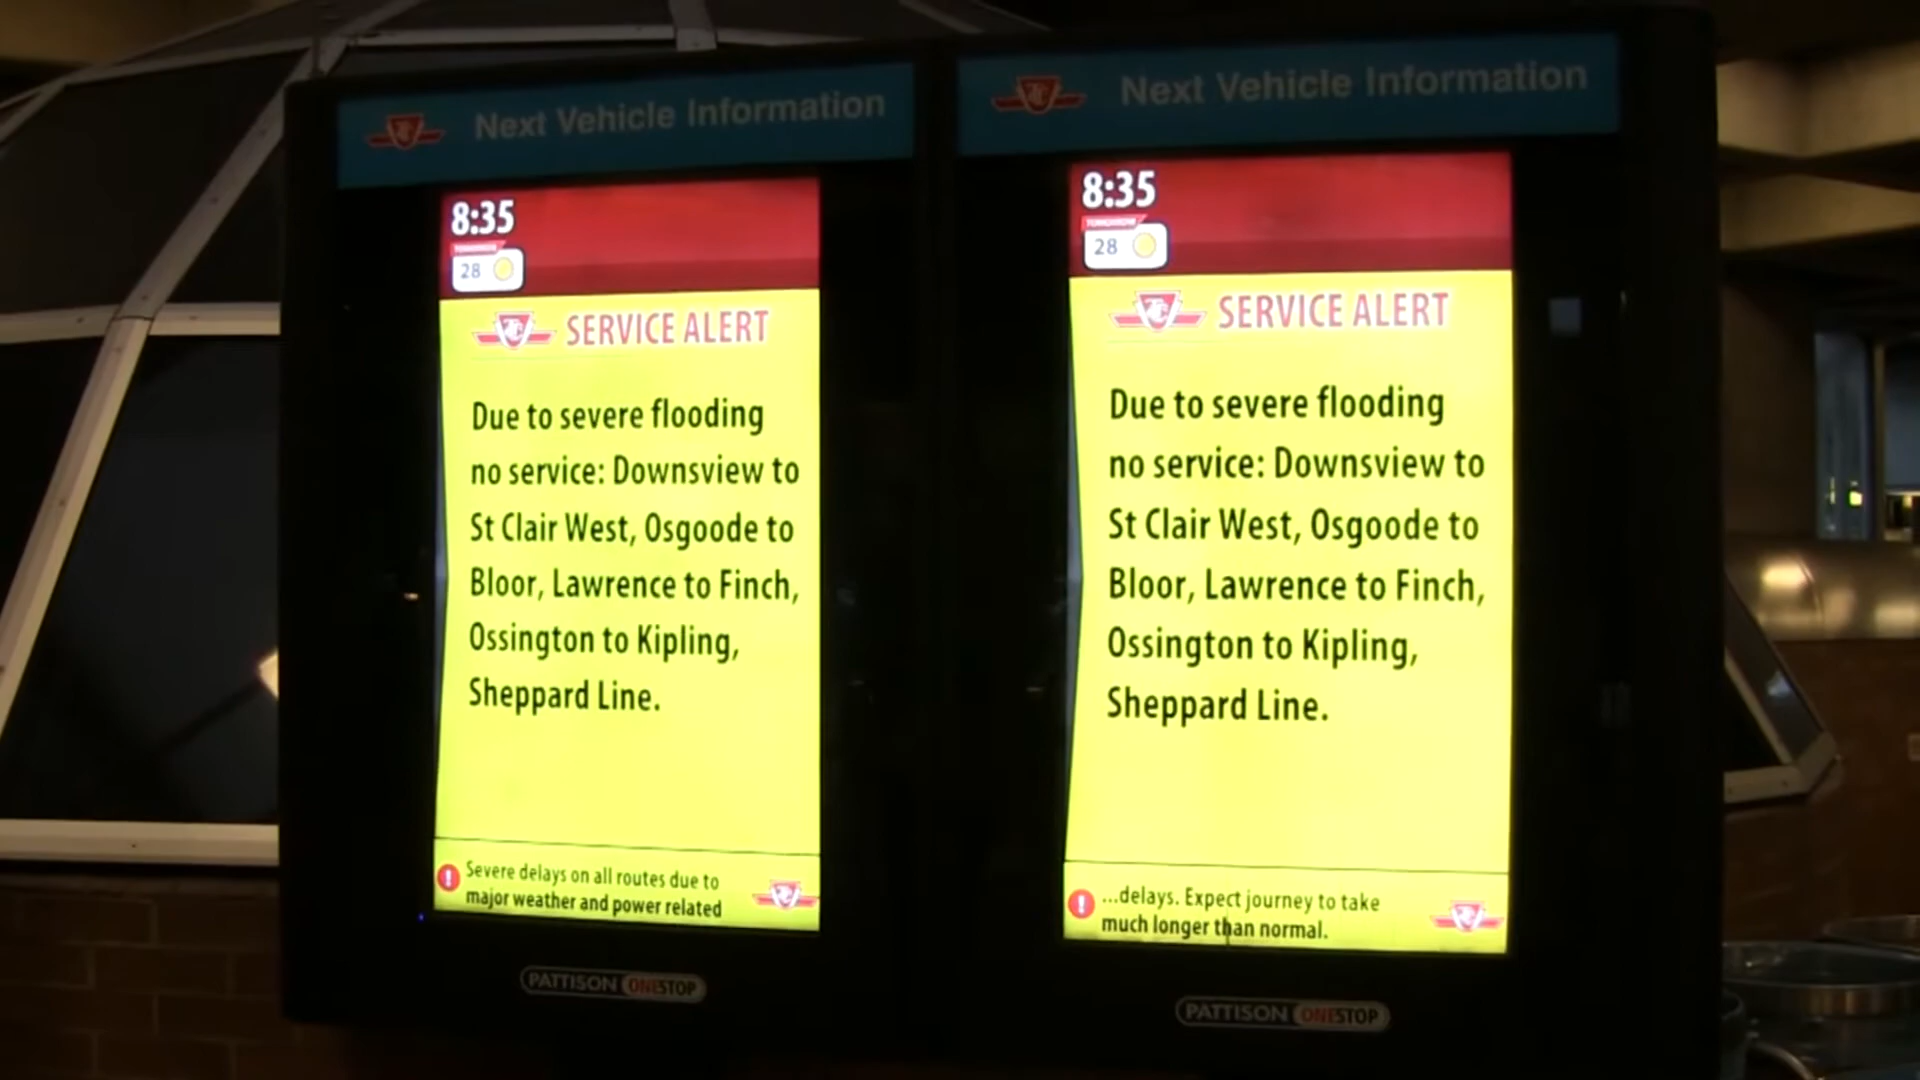 Next Vehicle Information
8:35
TOMORROW
28
SERVICE ALERT
Due to severe flooding
no service: Downsview to
St Clair West, Osgoode to
Bloor, Lawrence to Finch,
Ossington to Kipling,
Sheppard Line.
Severe delays on all routes due to
major weather and power related
PATTISON ONESTOP
Next Vehicle Information
8:35
TOMORROW
28
SERVICE ALERT
Due to severe flooding
no service: Downsview to
St Clair West, Osgoode to
Bloor, Lawrence to Finch,
Ossington to Kipling,
Sheppard Line.
...delays. Expect journey to take
much longer than normal.
PATTISON ONESTOP